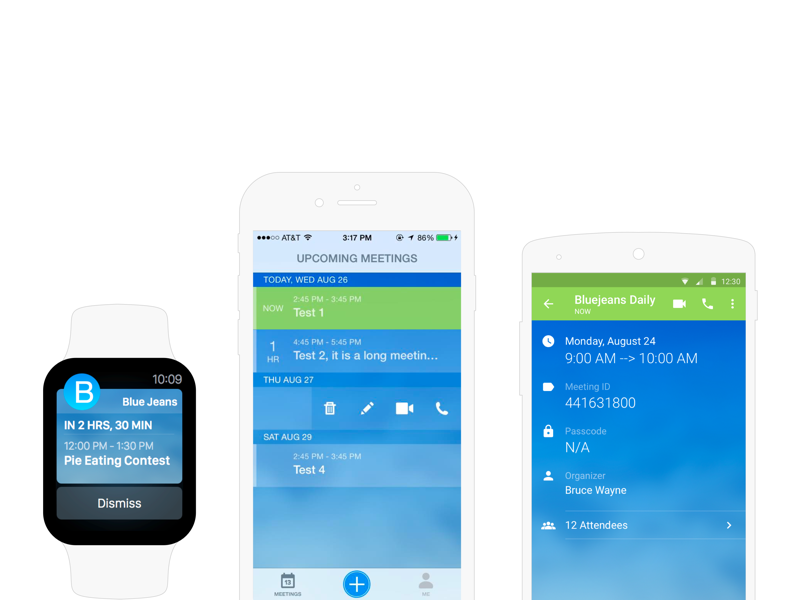 10:09
B
Blue Jeans
IN 2 HRS, 30 MIN
12:00 PM - 1:30 PM
Pie Eating Contest
Dismiss
AT&T 3:17 PM 86%
UPCOMING MEETINGS
TODAY, WED AUG 26
2:45 PM - 3:45 PM
NOW
Test 1
4:45 PM - 5:45 PM
1
HR
Test 2, it is a long meetin...
THU AUG 27
SAT AUG 29
2:45 PM - 3:45 PM
Test 4
13
MEETINGS
ME
12:30
Bluejeans Daily
NOW
Monday, August 24
9:00 AM --> 10:00 AM
Meeting ID
441631800
Passcode
N/A
Organizer
Bruce Wayne
12 Attendees